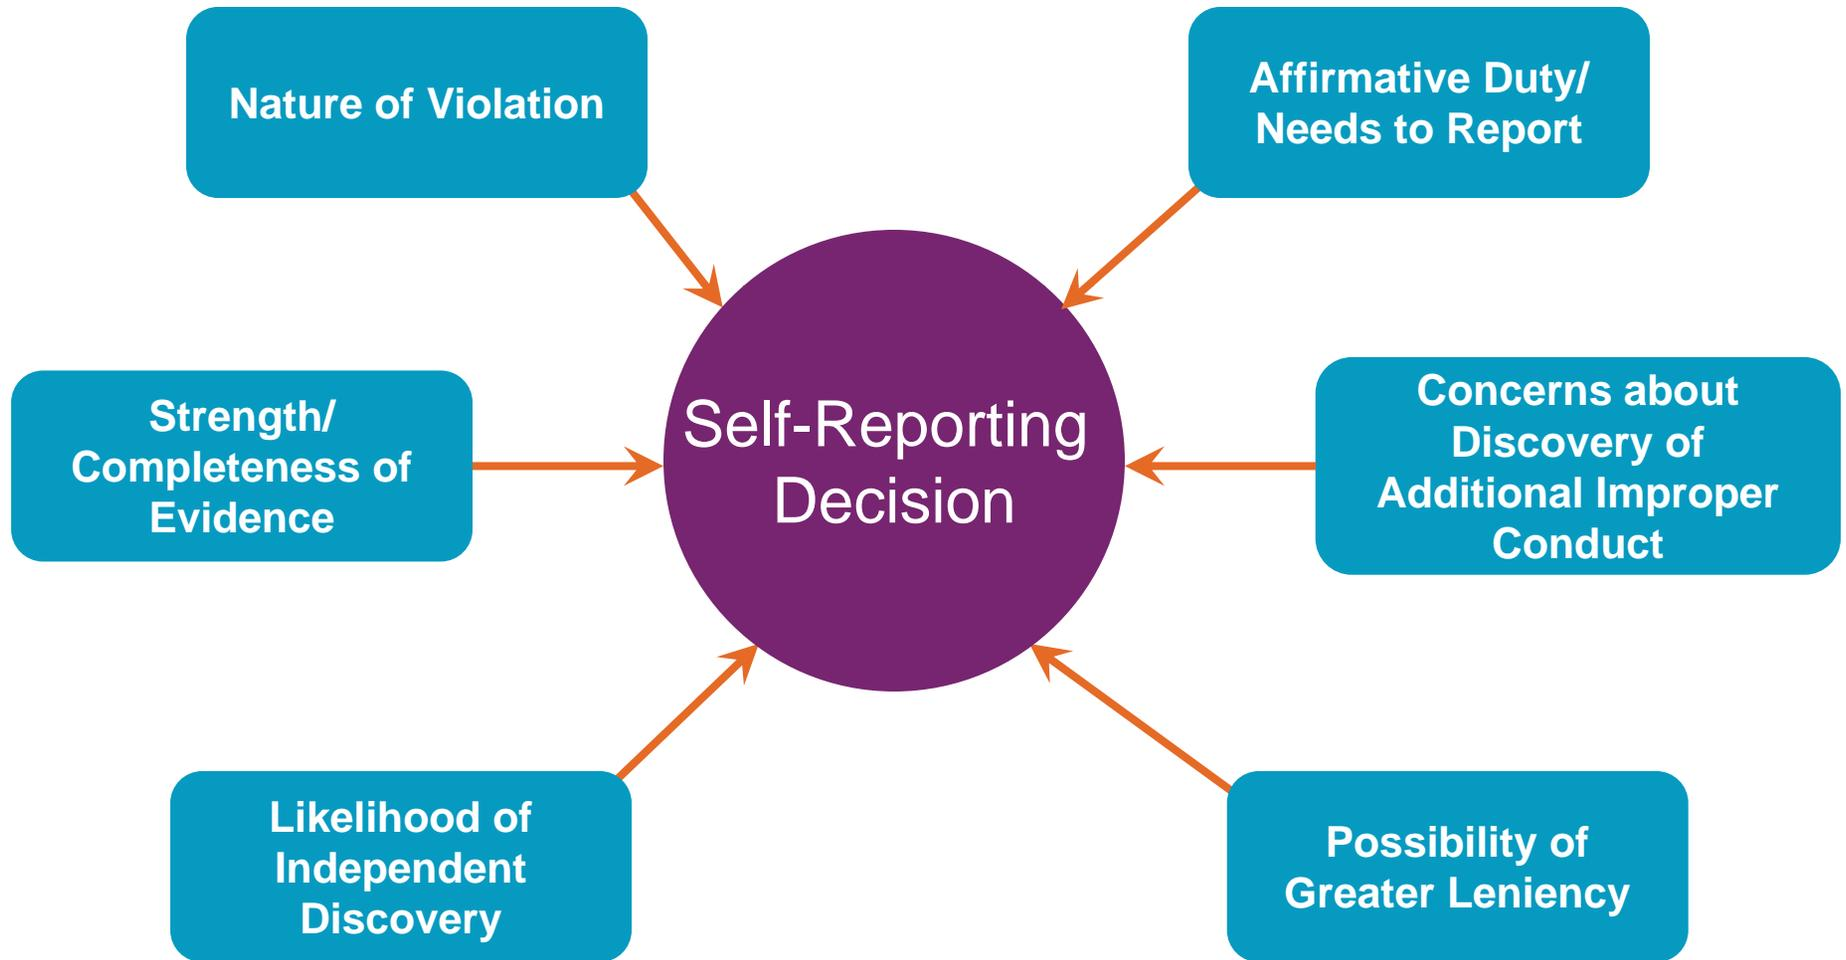 Nature of Violation
Affirmative Duty/
Needs to Report
Strength/
Completeness of
Evidence
Self-Reporting
Decision
Concerns about
Discovery of
Additional Improper
Conduct
Likelihood of
Independent
Discovery
Possibility of
Greater Leniency